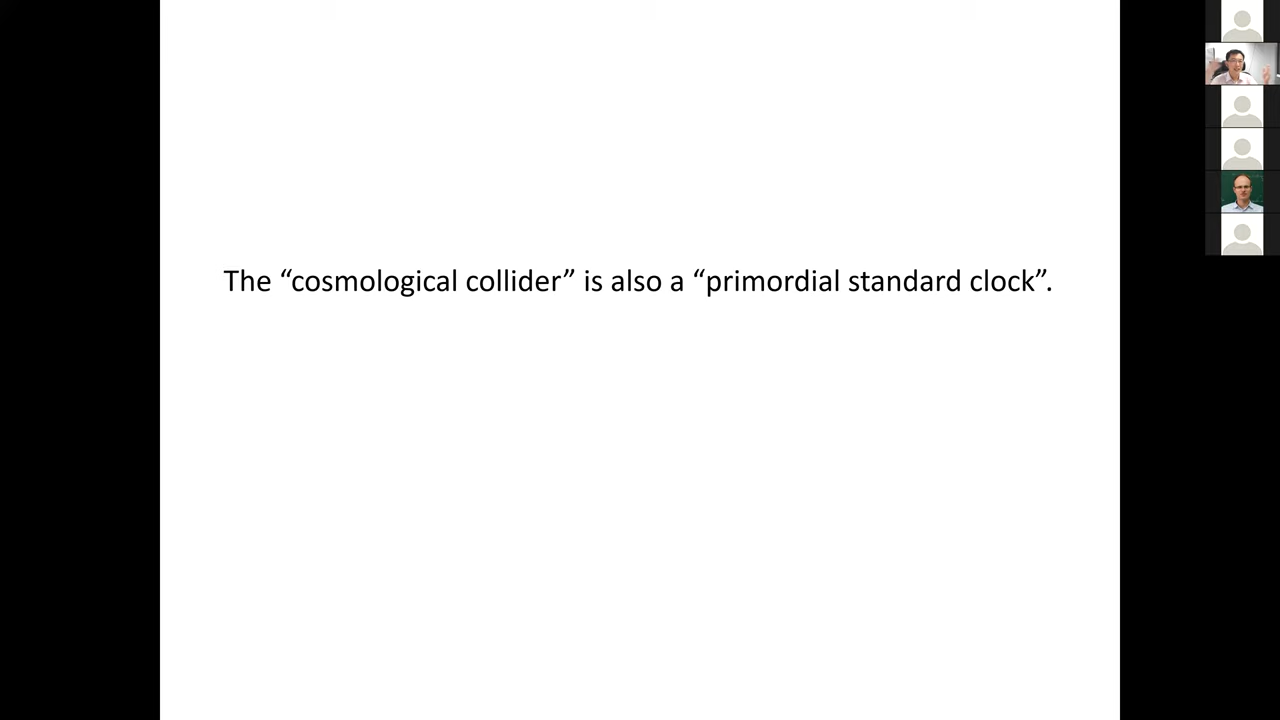 The “cosmological collider” is also a “primordial standard clock”.